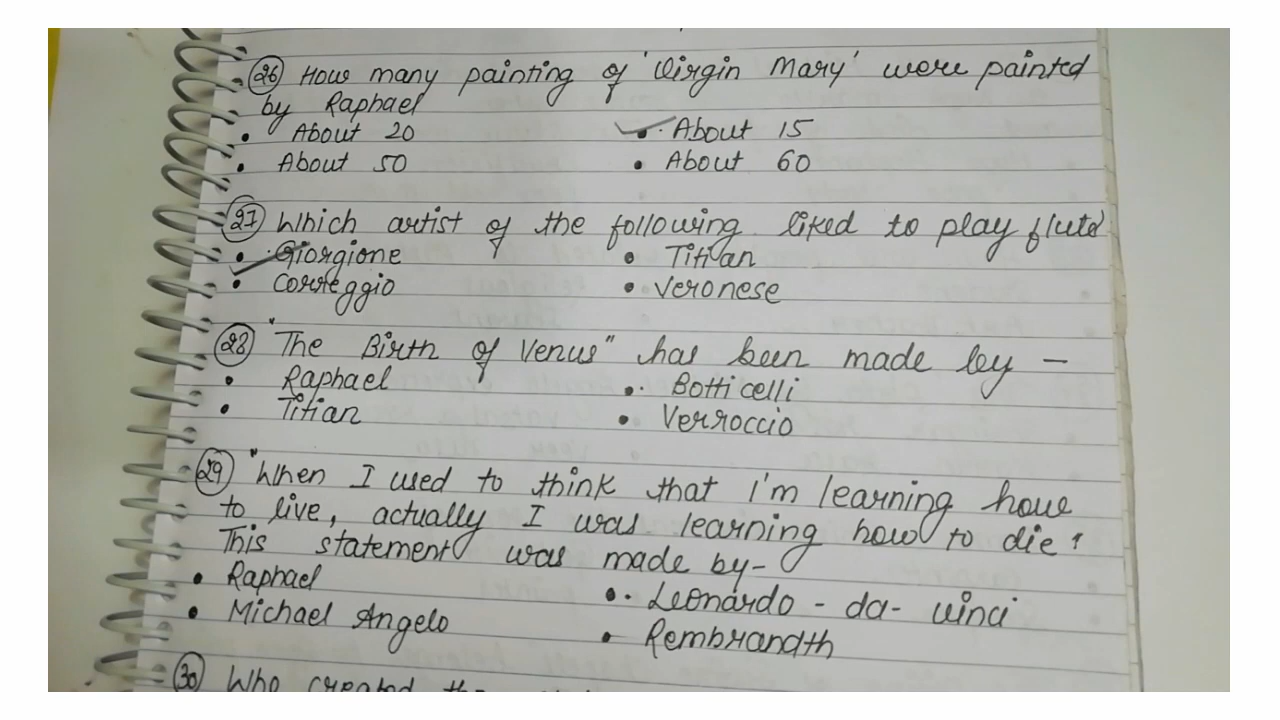 26 How many painting of 'Virgin Mary' were painted
by Raphael
• About 20 • About 15
• About 50 • About 60
27 Which artist of the following liked to play flute
• Giorgione • Titian
• Correggio • Veronese
28 "The Birth of Venus" has been made by –
• Raphael • Botticelli
• Titian • Verroccio
29 "When I used to think that I'm learning how
to live, actually I was learning how to die"
This statement was made by-
• Raphael • Leonardo - da - vinci
• Michael Angelo • Rembrandth
30 Who created the